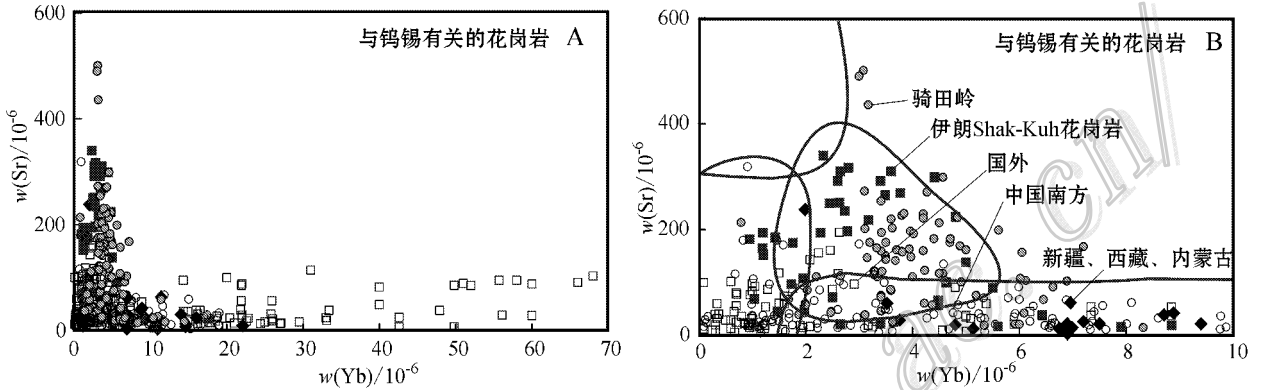 与钨锡有关的花岗岩 A
600
400
200
0
w(Sr)/10-6
0 10 20 30 40 50 60 70
w(Yb)/10-6
与钨锡有关的花岗岩 B
600
400
200
0
w(Sr)/10-6
骑田岭
伊朗Shak-Kuh花岗岩
国外
中国南方
新疆、西藏、内蒙古
0 2 4 6 8 10
w(Yb)/10-6